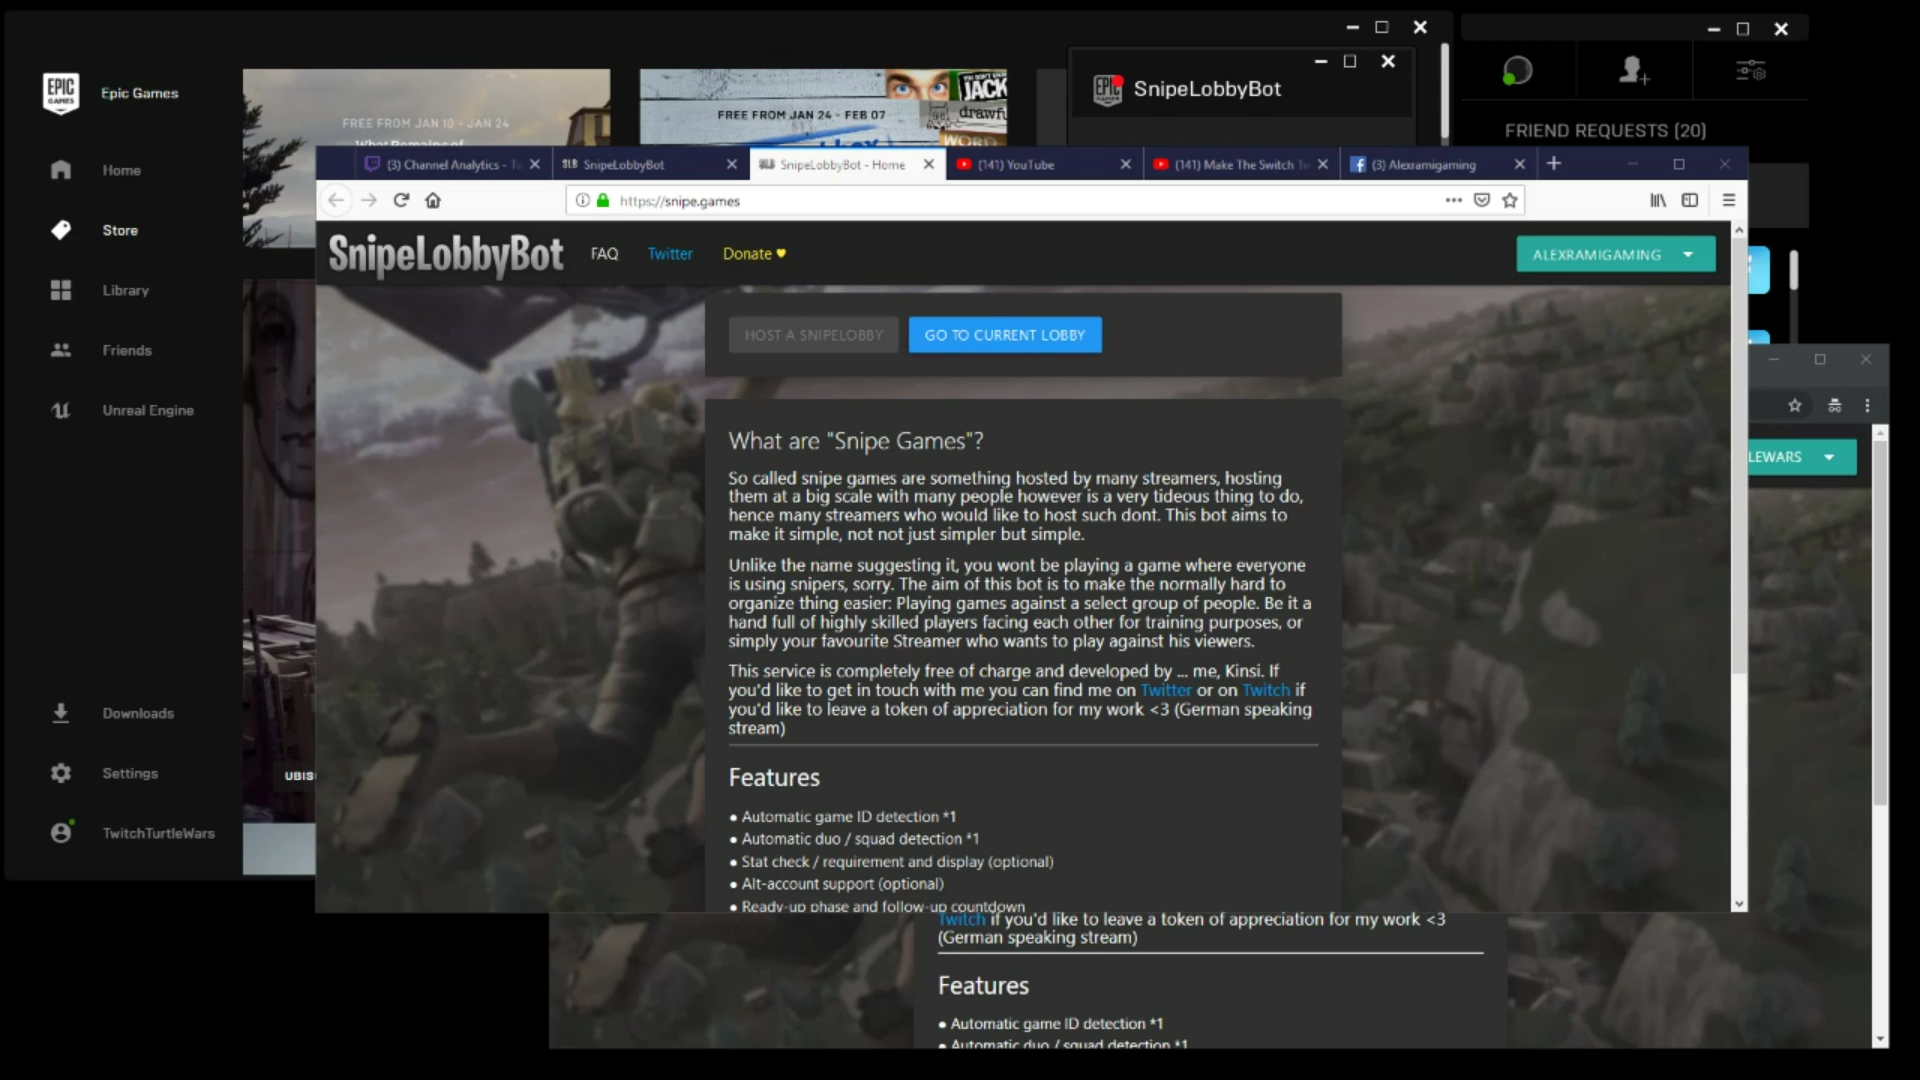 EPIC
GAMES
Epic Games
Home
Store
Library
Friends
Unreal Engine
Downloads
Settings
TwitchTurtleWars
FREE FROM JAN 10 - JAN 24
FREE FROM JAN 24 - FEB 07
JACK
WORD
UBIS
EPIC
SnipeLobbyBot
FRIEND REQUESTS (20)
(3) Channel Analytics - Tw
SLB SnipeLobbyBot
SLB SnipeLobbyBot - Home
(141) YouTube
(141) Make The Switch
(3) Alexramigaming
https://snipe.games
SnipeLobbyBot
FAQ
Twitter
Donate ♥
ALEXRAMIGAMING
HOST A SNIPELOBBY
GO TO CURRENT LOBBY
What are "Snipe Games"?
So called snipe games are something hosted by many streamers, hosting
them at a big scale with many people however is a very tideous thing to do,
hence many streamers who would like to host such dont. This bot aims to
make it simple, not not just simpler but simple.
Unlike the name suggesting it, you wont be playing a game where everyone
is using snipers, sorry. The aim of this bot is to make the normally hard to
organize thing easier: Playing games against a select group of people. Be it a
hand full of highly skilled players facing each other for training purposes, or
simply your favourite Streamer who wants to play against his viewers.
This service is completely free of charge and developed by ... me, Kinsi. If
you'd like to get in touch with me you can find me on Twitter or on Twitch if
you'd like to leave a token of appreciation for my work <3 (German speaking
stream)
Features
• Automatic game ID detection *1
• Automatic duo / squad detection *1
• Stat check / requirement and display (optional)
• Alt-account support (optional)
• Ready-up phase and follow-up countdown
LEWARS
Twitch if you'd like to leave a token of appreciation for my work <3
(German speaking stream)
Features
• Automatic game ID detection *1
• Automatic duo / squad detection *1